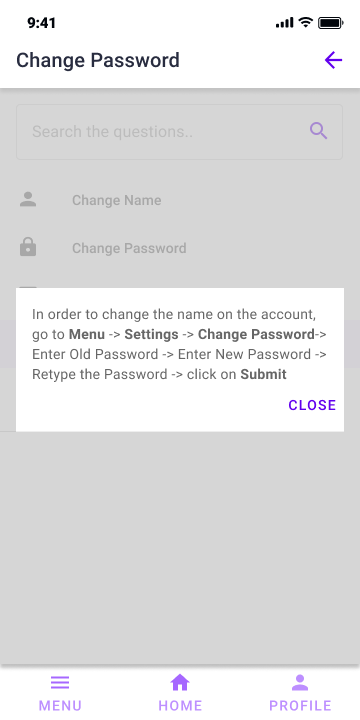 9:41
Change Password
Search the questions..
Change Name
Change Password
In order to change the name on the account,
go to Menu -> Settings -> Change Password->
Enter Old Password -> Enter New Password ->
Retype the Password -> click on Submit
CLOSE
MENU HOME PROFILE